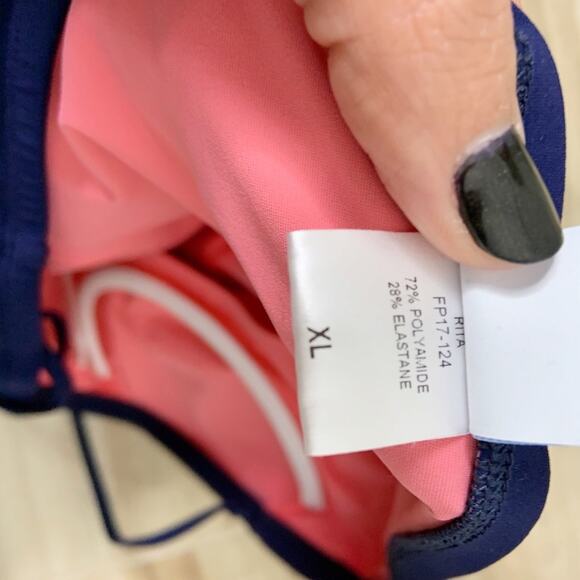 RITA
FP17-124
72% POLYAMIDE
28% ELASTANE
XL